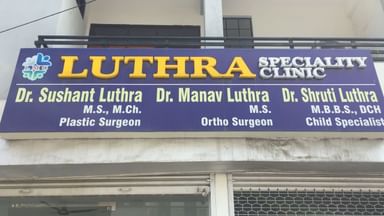 LUTHRA SPECIALITY CLINIC
Dr. Sushant Luthra Dr. Manav Luthra Dr. Shruti Luthra
M.S., M.Ch. M.S. M.B.B.S., DCH
Plastic Surgeon Ortho Surgeon Child Specialist